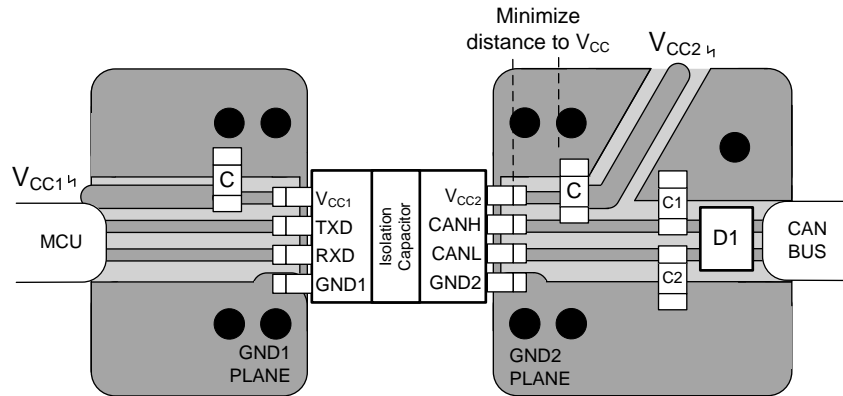 Minimize
distance to VCC
VCC2
VCC1
C
C
VCC1
TXD
RXD
GND1
Isolation
Capacitor
VCC2
CANH
CANL
GND2
C1
C2
D1
MCU
CAN
BUS
GND1
PLANE
GND2
PLANE